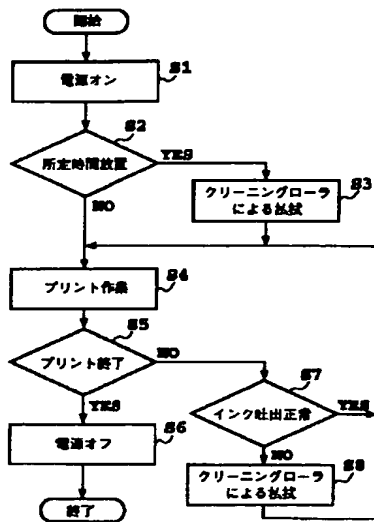 開始
S1
電源オン
S2
所定時間放置
YES
NO
S3
クリーニングローラ
による払拭
S4
プリント作業
S5
プリント終了
NO
YES
S7
インク吐出正常
YES
NO
S6
電源オフ
S8
クリーニングローラ
による払拭
終了